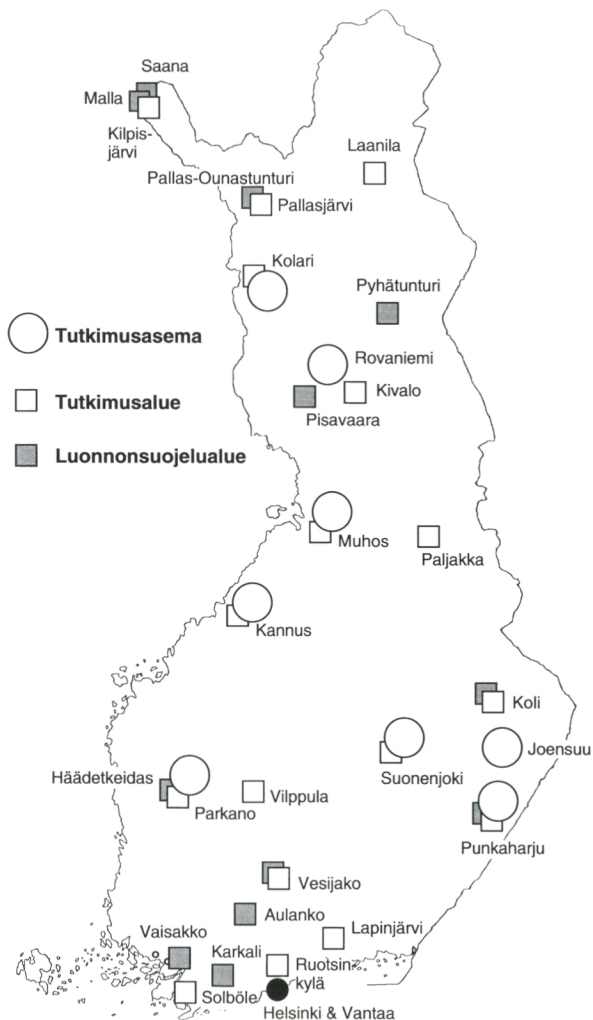 Saana
Malla
Kilpis-
järvi
Laanila
Pallas-Ounastunturi
Pallasjärvi
Kolari
Pyhätunturi
Tutkimusasema
Rovaniemi
Tutkimusalue
Kivalo
Pisavaara
Luonnonsuojelualue
Muhos
Paljakka
Kannus
Koli
Joensuu
Suonenjoki
Häädetkeidas
Vilppula
Parkano
Punkaharju
Vesijako
Aulanko
Lapinjärvi
Vaisakko
Karkali
Ruotsin-
kylä
Solböle
Helsinki & Vantaa